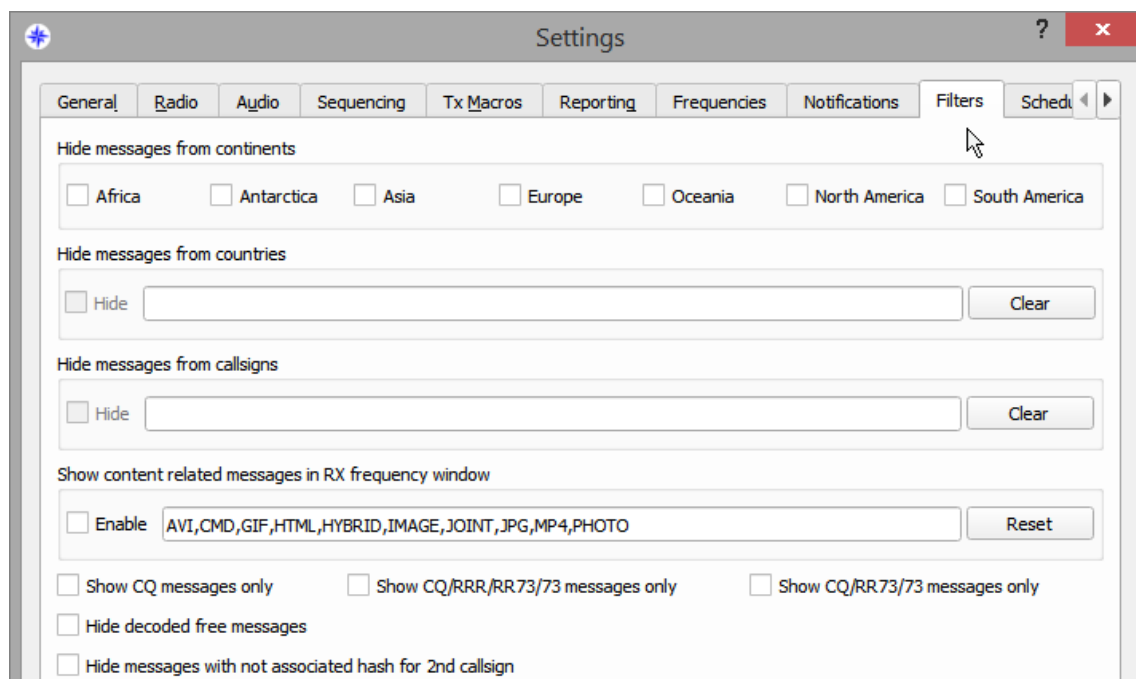 Settings
?
x
General Radio Audio Sequencing Tx Macros Reporting Frequencies Notifications Filters Schedu
Hide messages from continents
Africa Antarctica Asia Europe Oceania North America South America
Hide messages from countries
Hide Clear
Hide messages from callsigns
Hide Clear
Show content related messages in RX frequency window
Enable AVI,CMD,GIF,HTML,HYBRID,IMAGE,JOINT,JPG,MP4,PHOTO Reset
Show CQ messages only Show CQ/RRR/RR73/73 messages only Show CQ/RR73/73 messages only
Hide decoded free messages
Hide messages with not associated hash for 2nd callsign